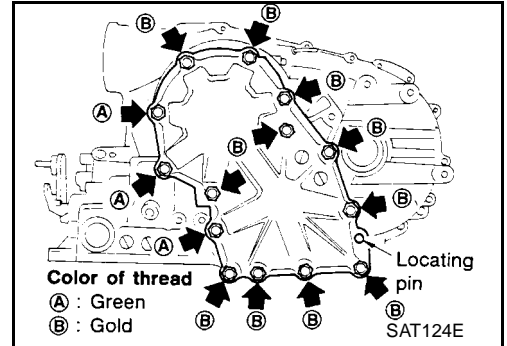 Ⓑ
Ⓑ
Ⓑ
Ⓐ
Ⓑ
Ⓑ
Ⓐ
Ⓑ
Ⓐ
Locating
pin
Color of thread
Ⓐ : Green
Ⓑ : Gold
Ⓑ
Ⓑ
Ⓑ
Ⓑ
SAT124E